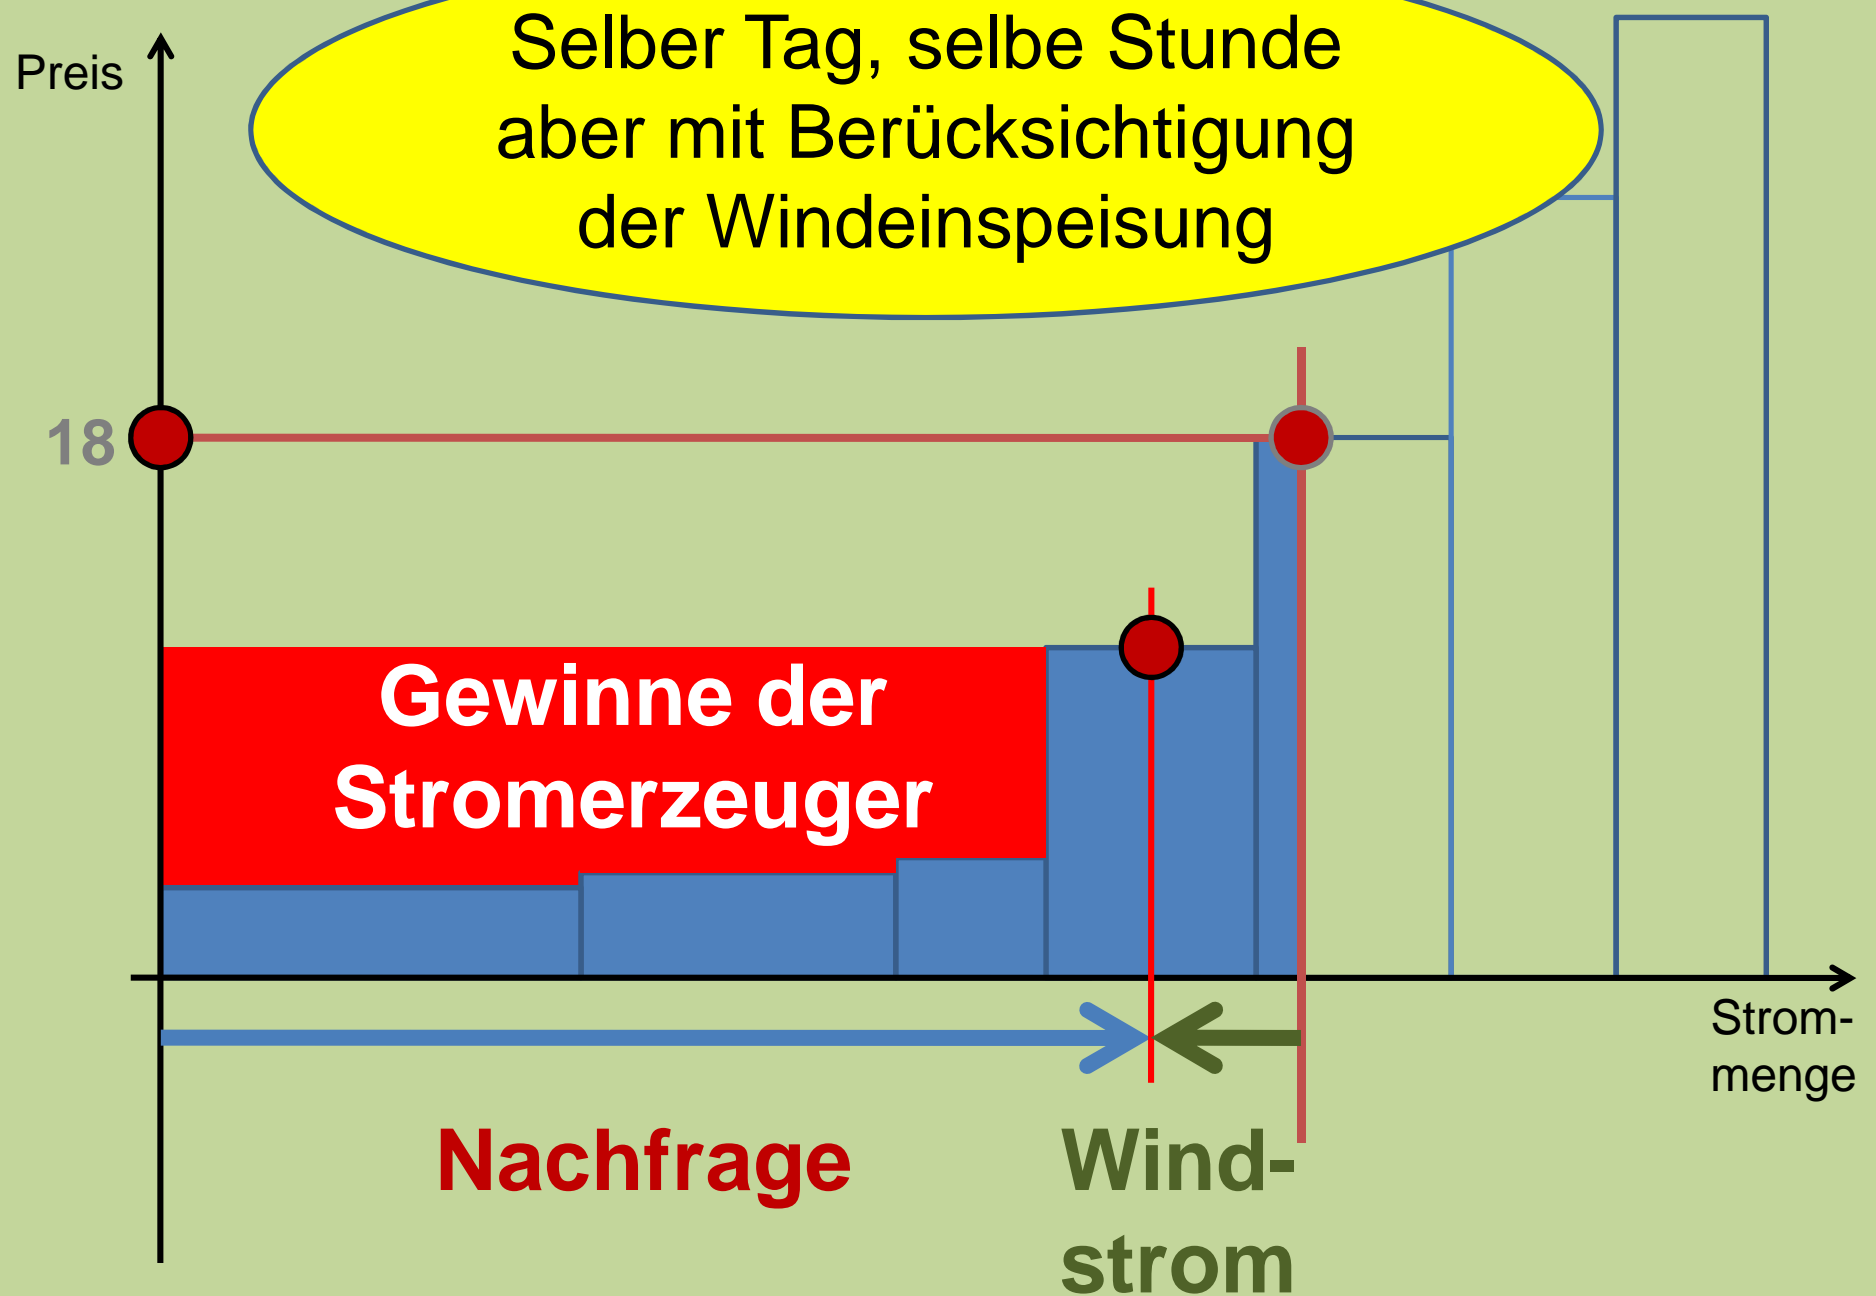 Selber Tag, selbe Stunde
aber mit Berücksichtigung
der Windeinspeisung
Preis
18
Gewinne der
Stromerzeuger
Strom-
menge
Nachfrage
Wind-
strom